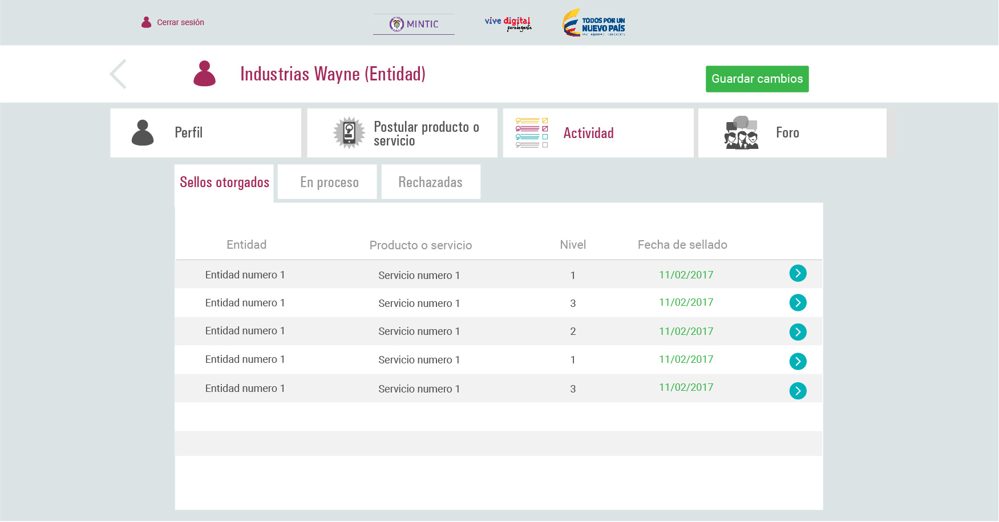 Cerrar sesión
MINTIC
vive digital
para la gente
TODOS POR UN
NUEVO PAÍS
PAZ EQUIDAD EDUCACIÓN
Industrias Wayne (Entidad)
Guardar cambios
Perfil
Postular producto o
servicio
Actividad
Foro
Sellos otorgados
En proceso
Rechazadas
Entidad Producto o servicio Nivel Fecha de sellado
Entidad numero 1 Servicio numero 1 1 11/02/2017
Entidad numero 1 Servicio numero 1 3 11/02/2017
Entidad numero 1 Servicio numero 1 2 11/02/2017
Entidad numero 1 Servicio numero 1 1 11/02/2017
Entidad numero 1 Servicio numero 1 3 11/02/2017